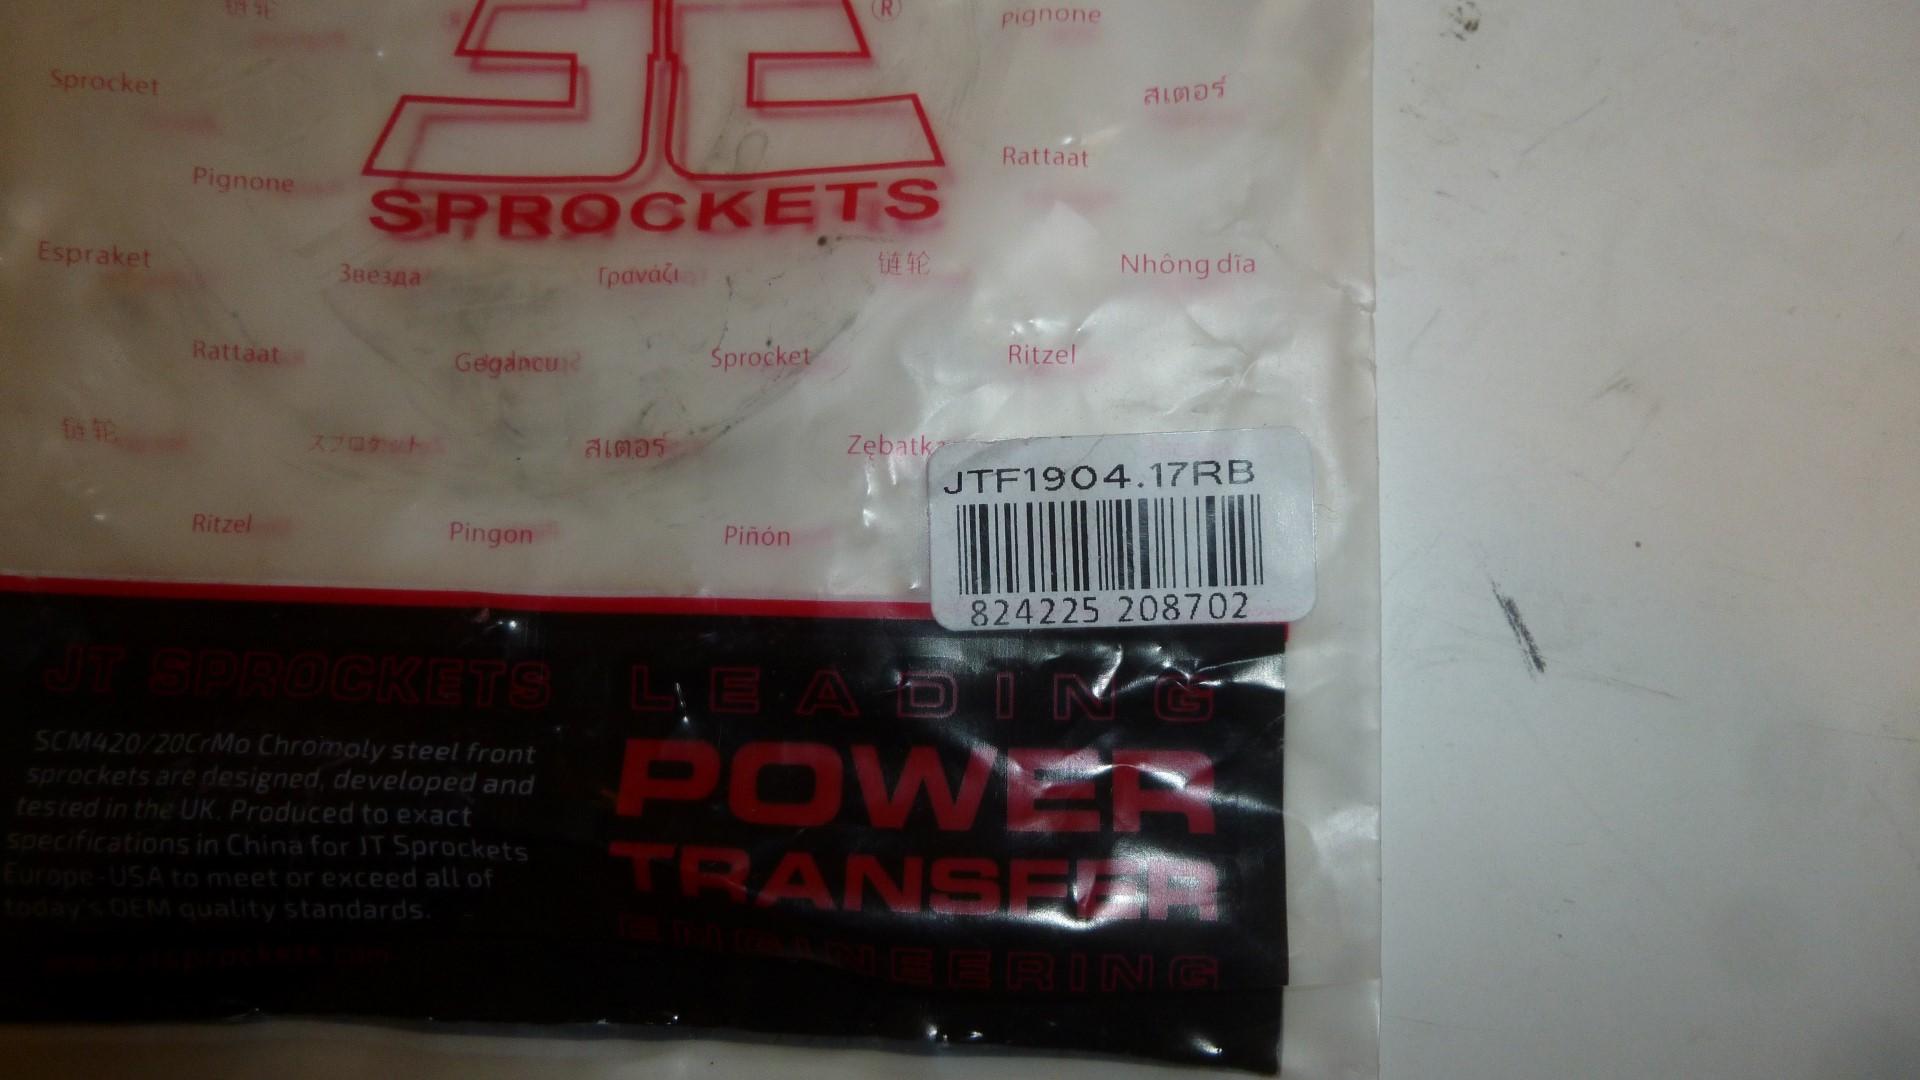 链轮
®
pignone
Sprocket
สเตอร์
Pignone
Rattaat
SPROCKETS
Espraket
Звезда
Γρανάζι
链轮
Nhông dĩa
Rattaat
Sprocket
Ritzel
链轮
スプロケット
สเตอร์
Zębatka
JTF1904.17RB
Ritzel
Pingon
Piñón
824225 208702
JT SPROCKETS
SCM420/20CrMo Chromoly steel front
sprockets are designed, developed and
tested in the UK. Produced to exact
specifications in China for JT Sprockets
Europe-USA to meet or exceed all of
today's OEM quality standards.
LEADING
POWER
TRANSFER
ENGINEERING